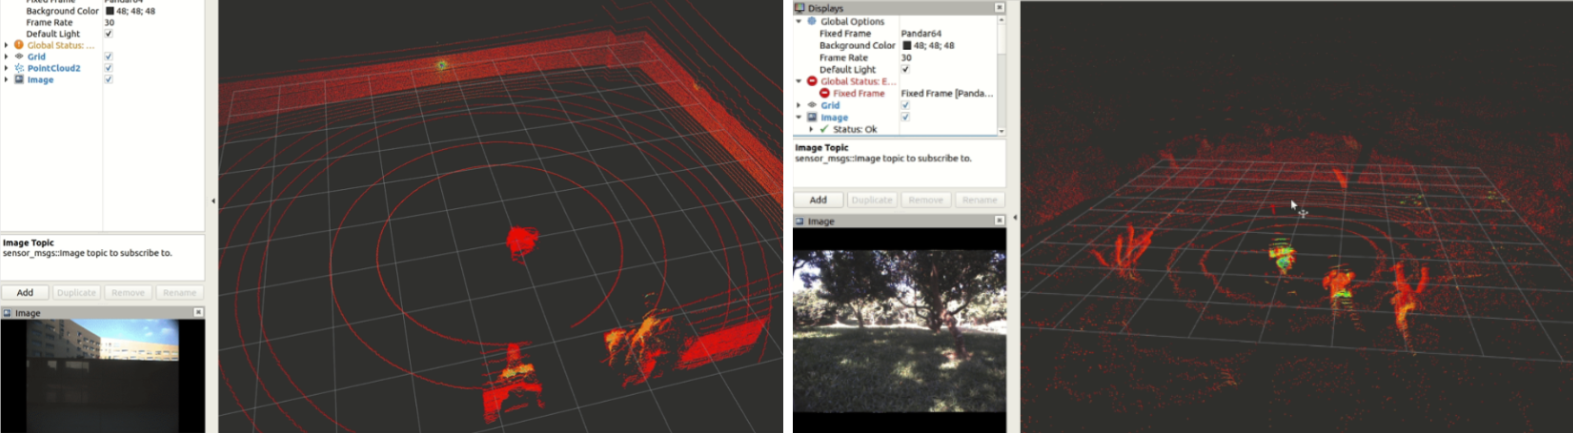 Fixed Frame Pandar64
Background Color 48; 48; 48
Frame Rate 30
Default Light
Global Status: ...
Grid
PointCloud2
Image
Image Topic
sensor_msgs::Image topic to subscribe to.
Add Duplicate Remove Rename
Image
Displays
Global Options
Fixed Frame Pandar64
Background Color 48; 48; 48
Frame Rate 30
Default Light
Global Status: E...
Fixed Frame Fixed Frame [Panda...
Grid
Image
Status: Ok
Image Topic
sensor_msgs::Image topic to subscribe to.
Add Duplicate Remove Rename
Image